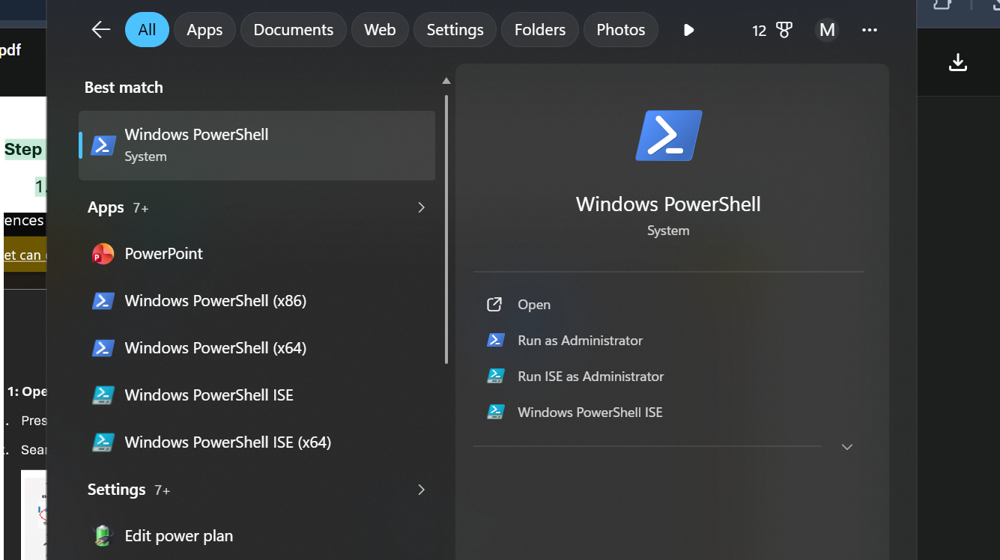 pdf
Step
1.
ences
et can
1: Ope
Pres
Sear
All
Apps
Documents
Web
Settings
Folders
Photos
12
M
Best match
Windows PowerShell
System
Apps 7+
PowerPoint
Windows PowerShell (x86)
Windows PowerShell (x64)
Windows PowerShell ISE
Windows PowerShell ISE (x64)
Settings 7+
Edit power plan
Windows PowerShell
System
Open
Run as Administrator
Run ISE as Administrator
Windows PowerShell ISE